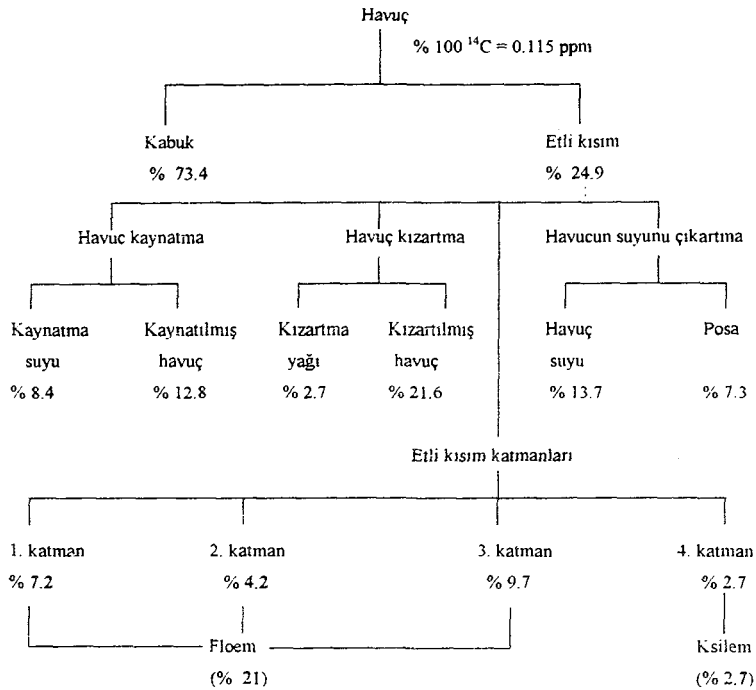 Havuç
% 100 ¹⁴C = 0.115 ppm
Kabuk Etli kısım
% 73.4 % 24.9
Havuc kaynatma Havuç kızartma Havucun suyunu çıkartma
Kaynatma Kaynatılmış Kızartma Kızartılmış Havuç Posa
suyu havuç yağı havuç suyu
% 8.4 % 12.8 % 2.7 % 21.6 % 13.7 % 7.3
Etli kısım katmanları
1. katman 2. katman 3. katman 4. katman
% 7.2 % 4.2 % 9.7 % 2.7
Floem Ksilem
(% 21) (% 2.7)